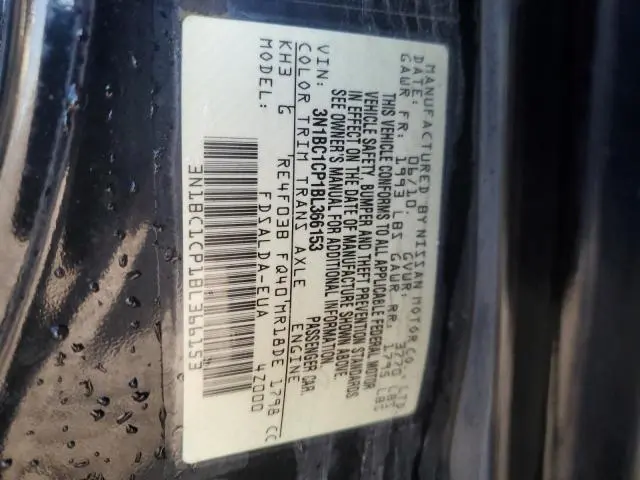 MANUFACTURED BY NISSAN MOTOR CO., LTD.
DATE: 06/10. GVWR: 3770 LBS
GAWR FR: 1993 LBS GAWR RR: 1795 LBS
THIS VEHICLE CONFORMS TO ALL APPLICABLE FEDERAL MOTOR
VEHICLE SAFETY, BUMPER AND THEFT PREVENTION STANDARDS
IN EFFECT ON THE DATE OF MANUFACTURE SHOWN ABOVE.
SEE OWNER'S MANUAL FOR ADDITIONAL INFORMATION.
VIN: 3N1BC1CP1BL366153 PASSENGER CAR
COLOR TRIM TRANS AXLE ENGINE
KH3 G RE4F03B FQ40 MR18DE 1798 CC
MODEL: FDSALDA-EUA 4Z000
3N1BC1CP1BL366153